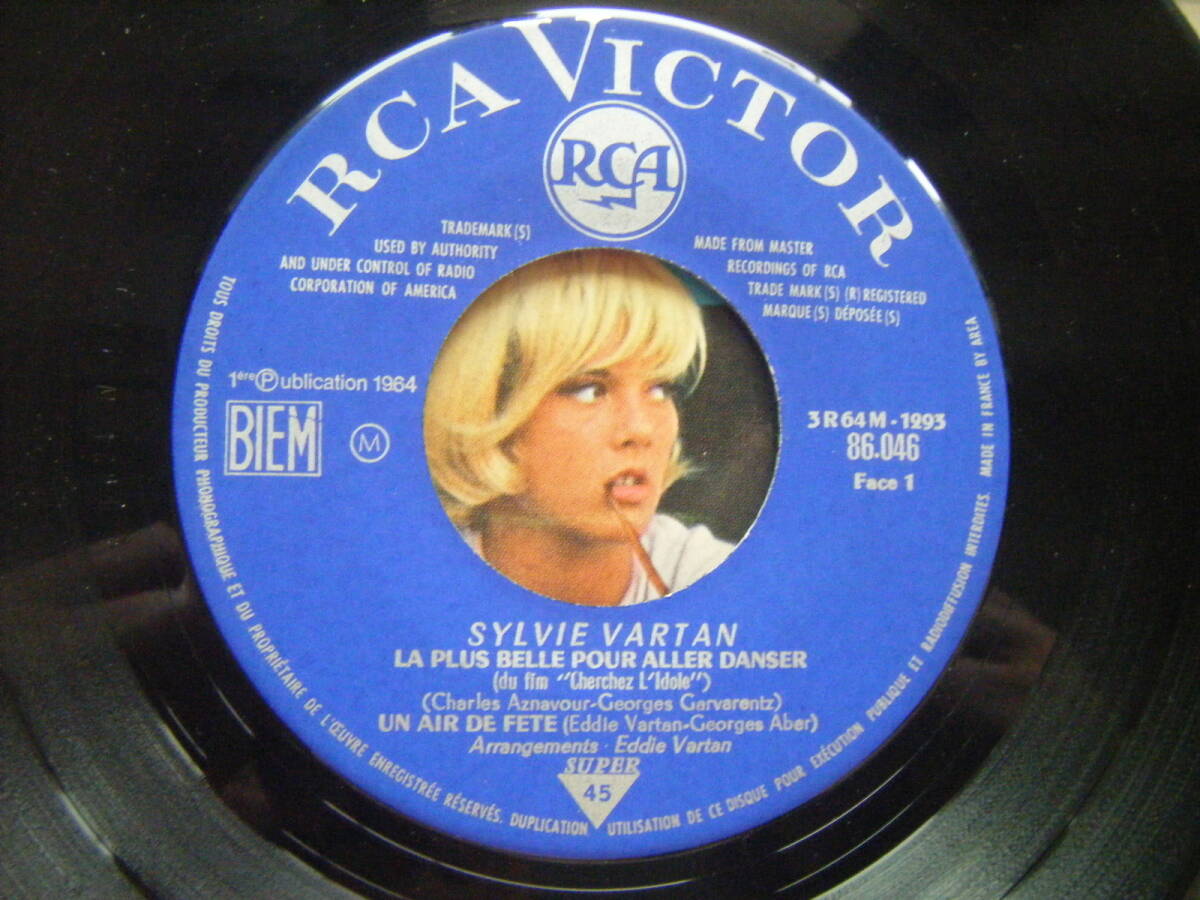 RCA VICTOR
RCA
TRADEMARK(S)
USED BY AUTHORITY
AND UNDER CONTROL OF RADIO
CORPORATION OF AMERICA
MADE FROM MASTER
RECORDINGS OF RCA
TRADE MARK(S) (R) REGISTERED
MARQUE(S) DÉPOSÉE(S)
1ère Ⓟublication 1964
BIEM
M
3R64M-1293
86.046
Face 1
SYLVIE VARTAN
LA PLUS BELLE POUR ALLER DANSER
(du fim "Cherchez L'Idole")
(Charles Aznavour-Georges Garvarentz)
UN AIR DE FETE (Eddie Vartan-Georges Aber)
Arrangements · Eddie Vartan
SUPER
45
TOUS DROITS DU PRODUCTEUR PHONOGRAPHIQUE ET DU PROPRIÉTAIRE DE L'ŒUVRE ENREGISTRÉE RÉSERVÉS. DUPLICATION UTILISATION DE CE DISQUE POUR EXÉCUTION PUBLIQUE ET RADIODIFFUSION INTERDITES. MADE IN FRANCE BY AREA